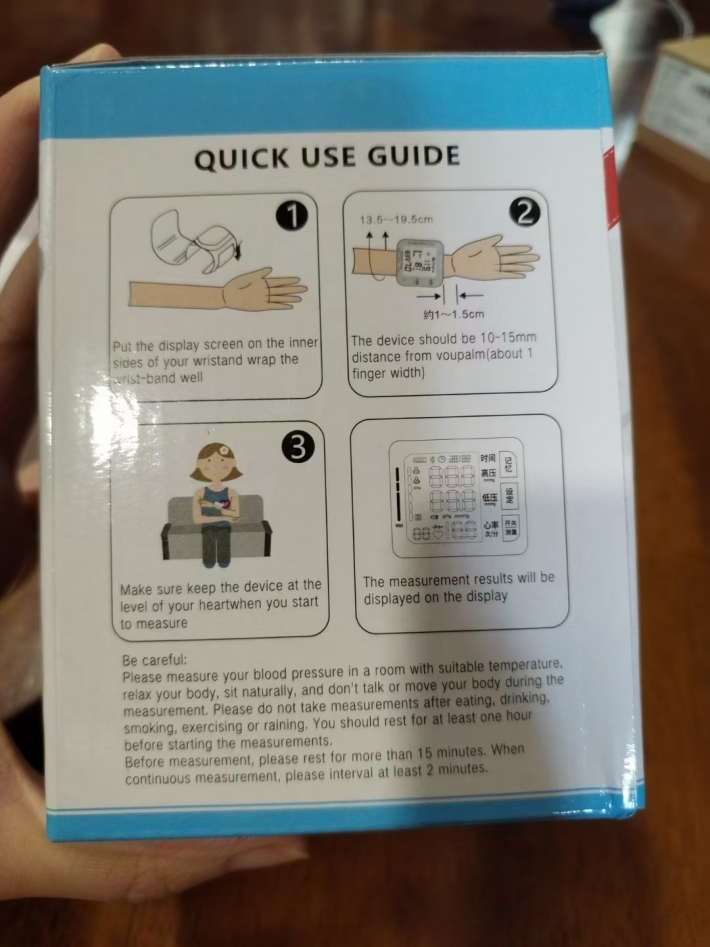 QUICK USE GUIDE
1
Put the display screen on the inner
sides of your wristand wrap the
wrist-band well
2
13.5~19.5cm
约1~1.5cm
The device should be 10-15mm
distance from voupalm(about 1
finger width)
3
Make sure keep the device at the
level of your heartwhen you start
to measure
时间
记忆
高压
mmHg
低压
mmHg
设定
心率
次/分
开关
测量
The measurement results will be
displayed on the display
Be careful:
Please measure your blood pressure in a room with suitable temperature,
relax your body, sit naturally, and don't talk or move your body during the
measurement. Please do not take measurements after eating, drinking,
smoking, exercising or raining. You should rest for at least one hour
before starting the measurements.
Before measurement, please rest for more than 15 minutes. When
continuous measurement, please interval at least 2 minutes.